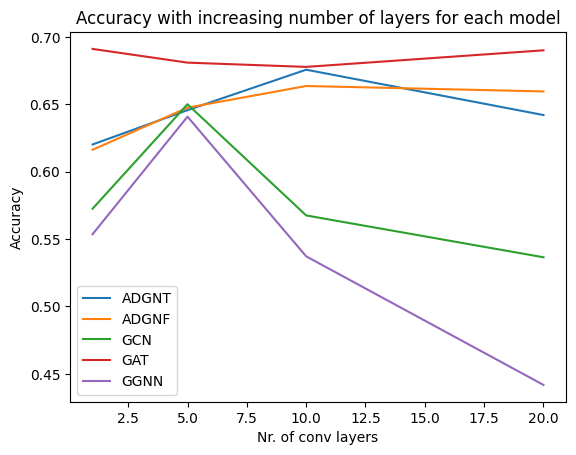 Accuracy with increasing number of layers for each model
0.70
0.65
0.60
0.55
0.50
0.45
Accuracy
ADGNT
ADGNF
GCN
GAT
GGNN
2.5 5.0 7.5 10.0 12.5 15.0 17.5 20.0
Nr. of conv layers